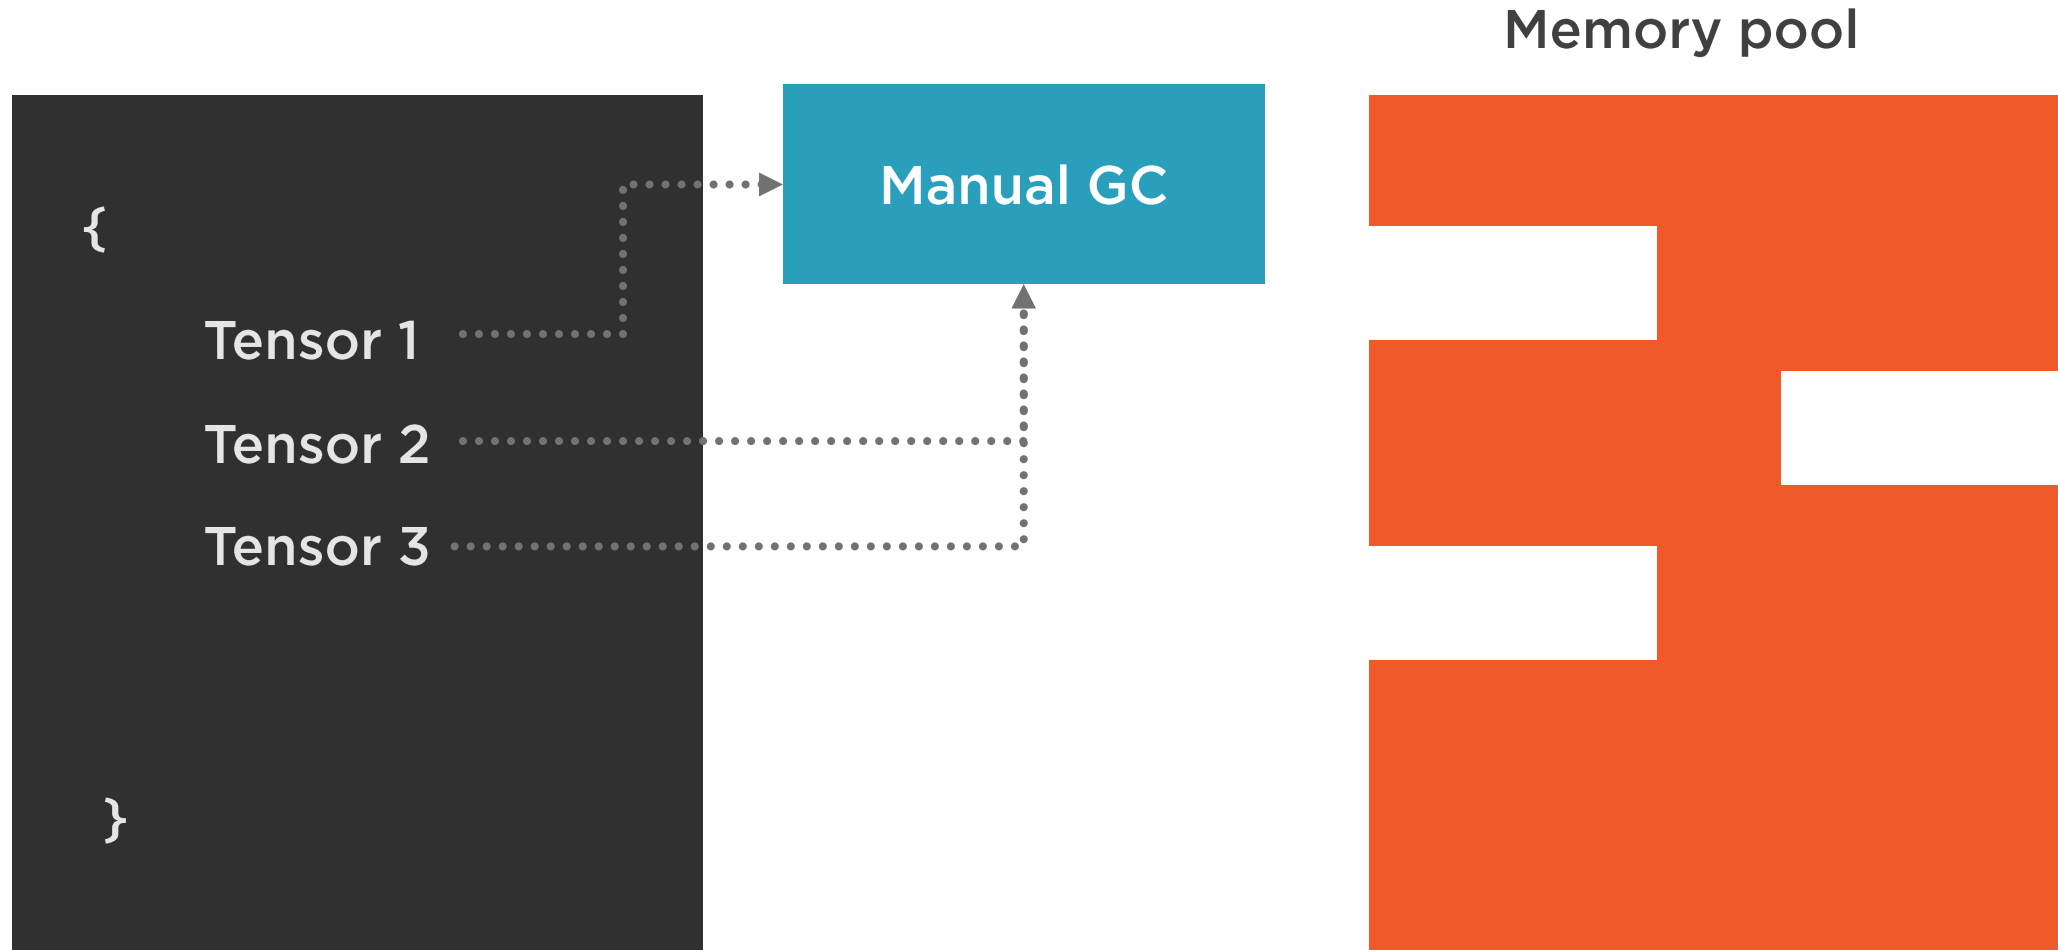 Memory pool
Manual GC
{
Tensor 1
Tensor 2
Tensor 3
}